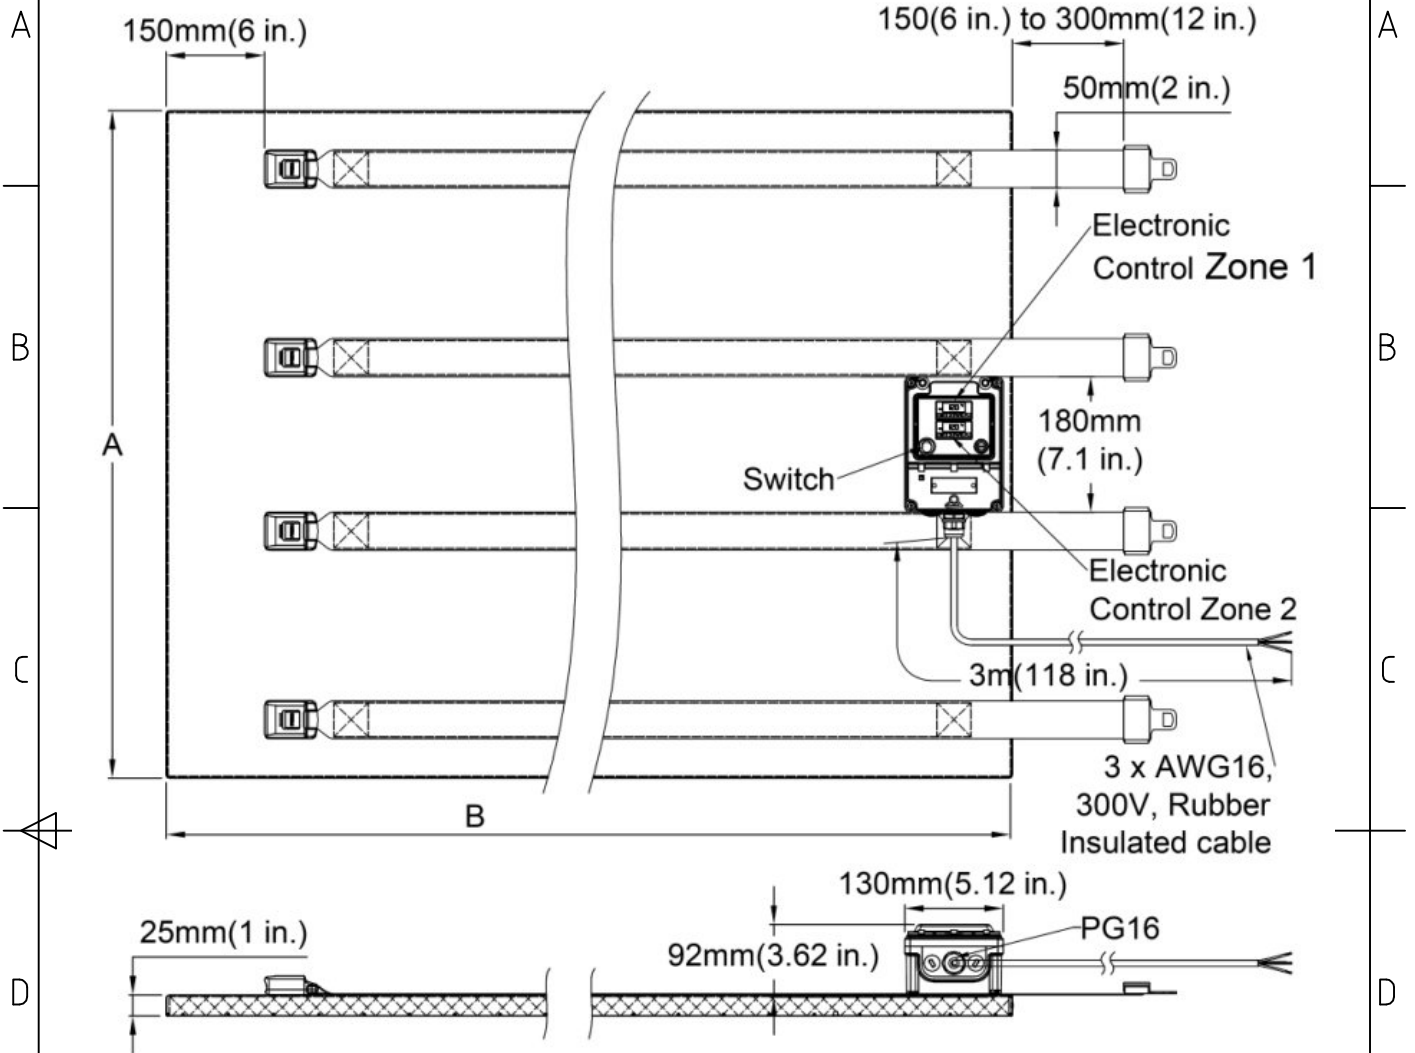 A
150mm(6 in.)
150(6 in.) to 300mm(12 in.)
A
50mm(2 in.)
Electronic
Control Zone 1
B
B
A
180mm
(7.1 in.)
Switch
Electronic
Control Zone 2
C
3m(118 in.)
C
3 x AWG16,
300V, Rubber
Insulated cable
B
130mm(5.12 in.)
25mm(1 in.)
92mm(3.62 in.)
PG16
D
D